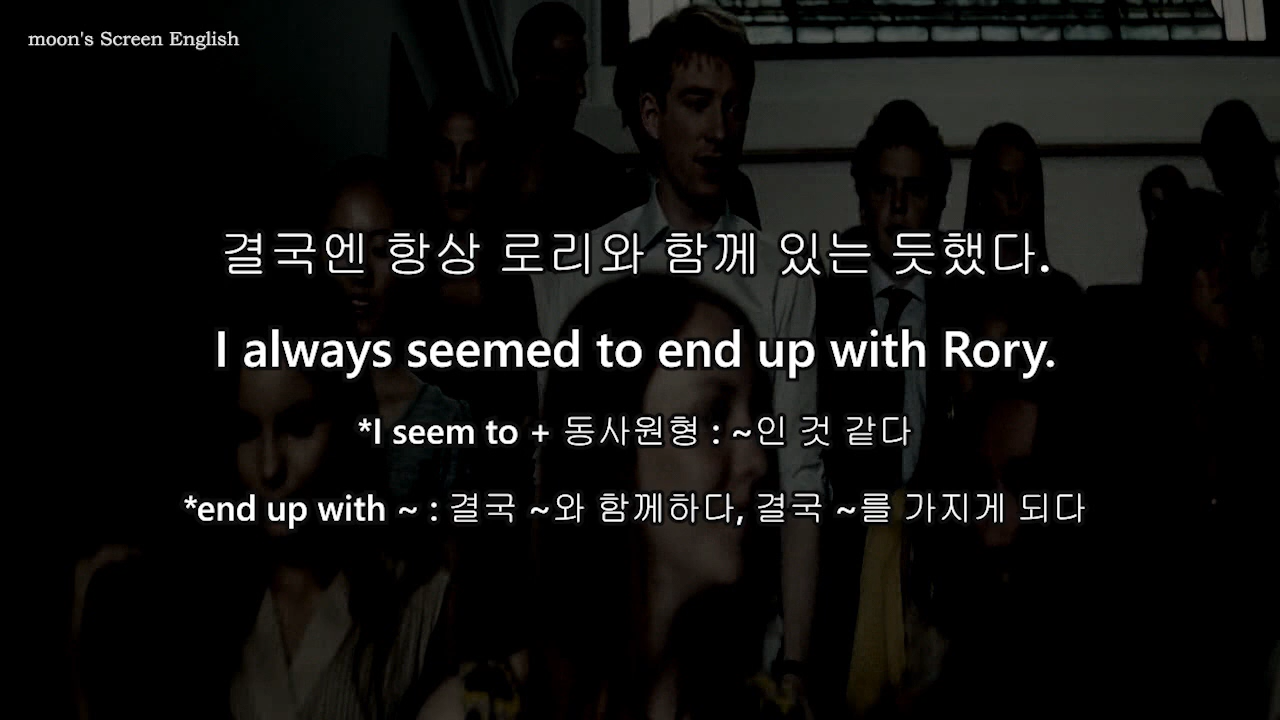 moon's Screen English
결국엔 항상 로리와 함께 있는 듯했다.
I always seemed to end up with Rory.
*I seem to + 동사원형 : ~인 것 같다
*end up with ~ : 결국 ~와 함께하다, 결국 ~를 가지게 되다